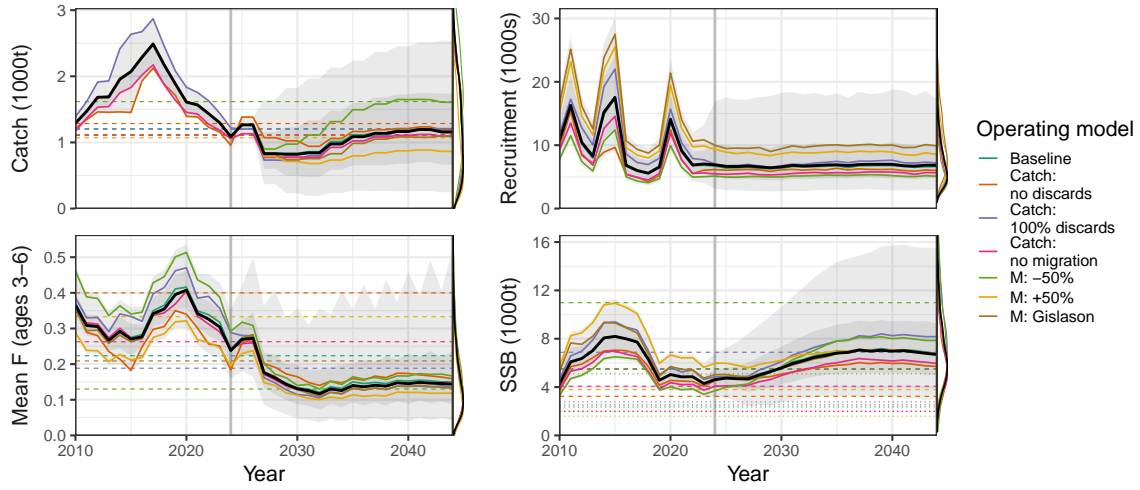 Catch (1000t)
3
2
1
0
Recruitment (1000s)
30
20
10
0
Mean F (ages 3−6)
0.5
0.4
0.3
0.2
0.1
0.0
2010 2020 2030 2040
Year
SSB (1000t)
16
12
8
4
0
2010 2020 2030 2040
Year
Operating model
Baseline
Catch:
no discards
Catch:
100% discards
Catch:
no migration
M: −50%
M: +50%
M: Gislason